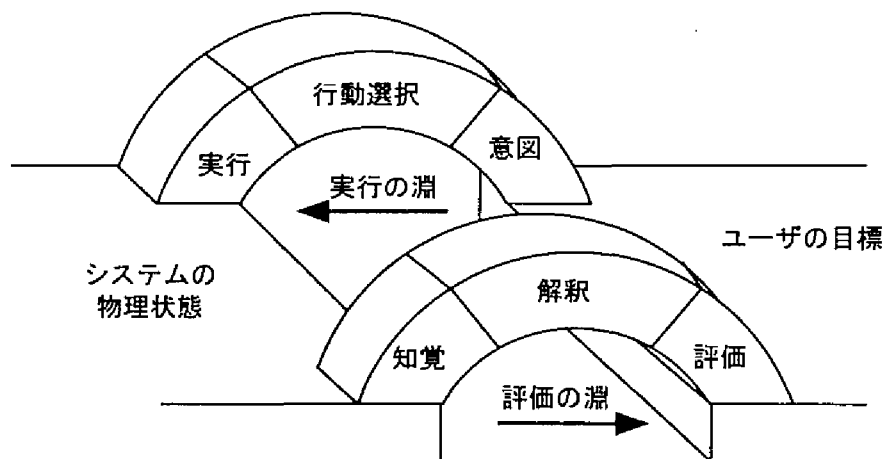 行動選択
実行
意図
実行の淵
ユーザの目標
システムの
物理状態
解釈
知覚
評価
評価の淵